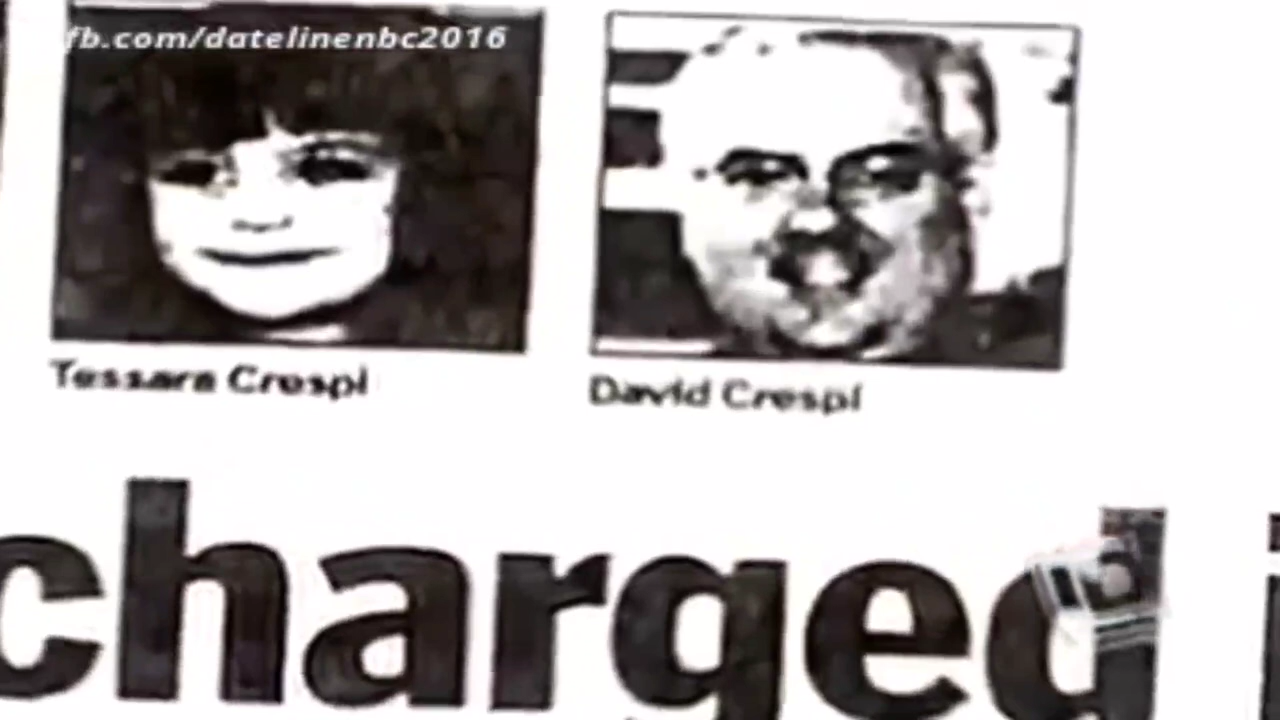 fb.com/datelinenbc2016
Tessara Crespi
David Crespi
charged